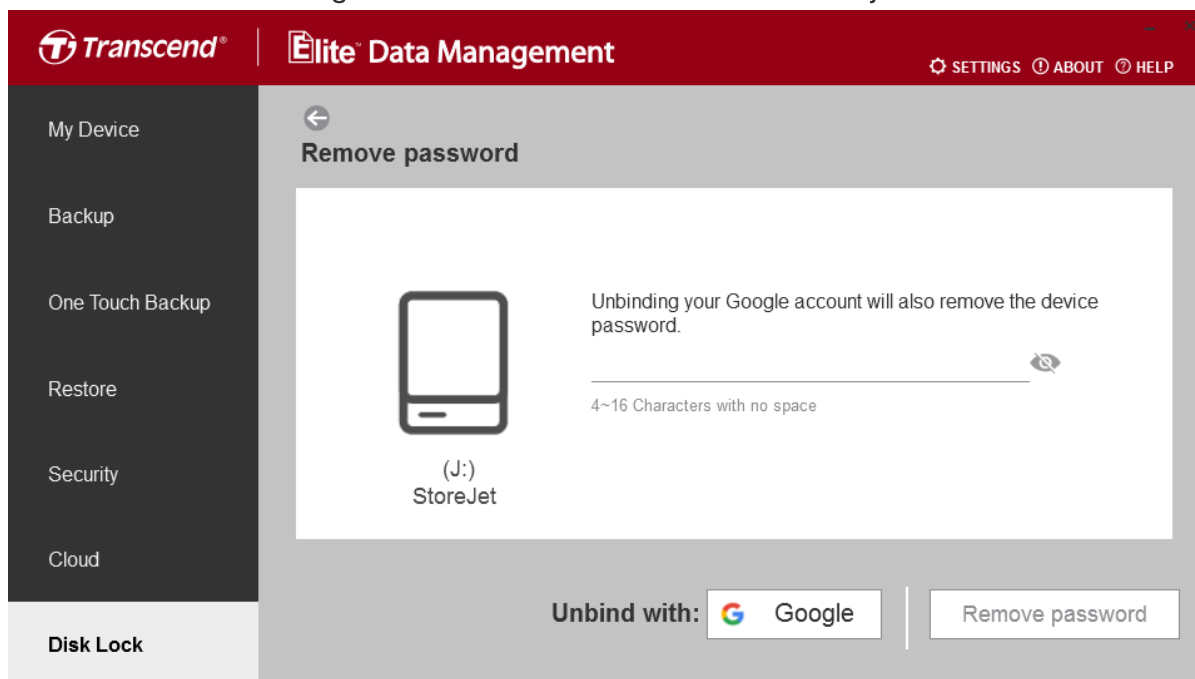 Transcend®
Elite™ Data Management
SETTINGS ABOUT HELP
My Device
Backup
One Touch Backup
Restore
Security
Cloud
Disk Lock
Remove password
Unbinding your Google account will also remove the device
password.
4~16 Characters with no space
(J:)
StoreJet
Unbind with: Google
Remove password